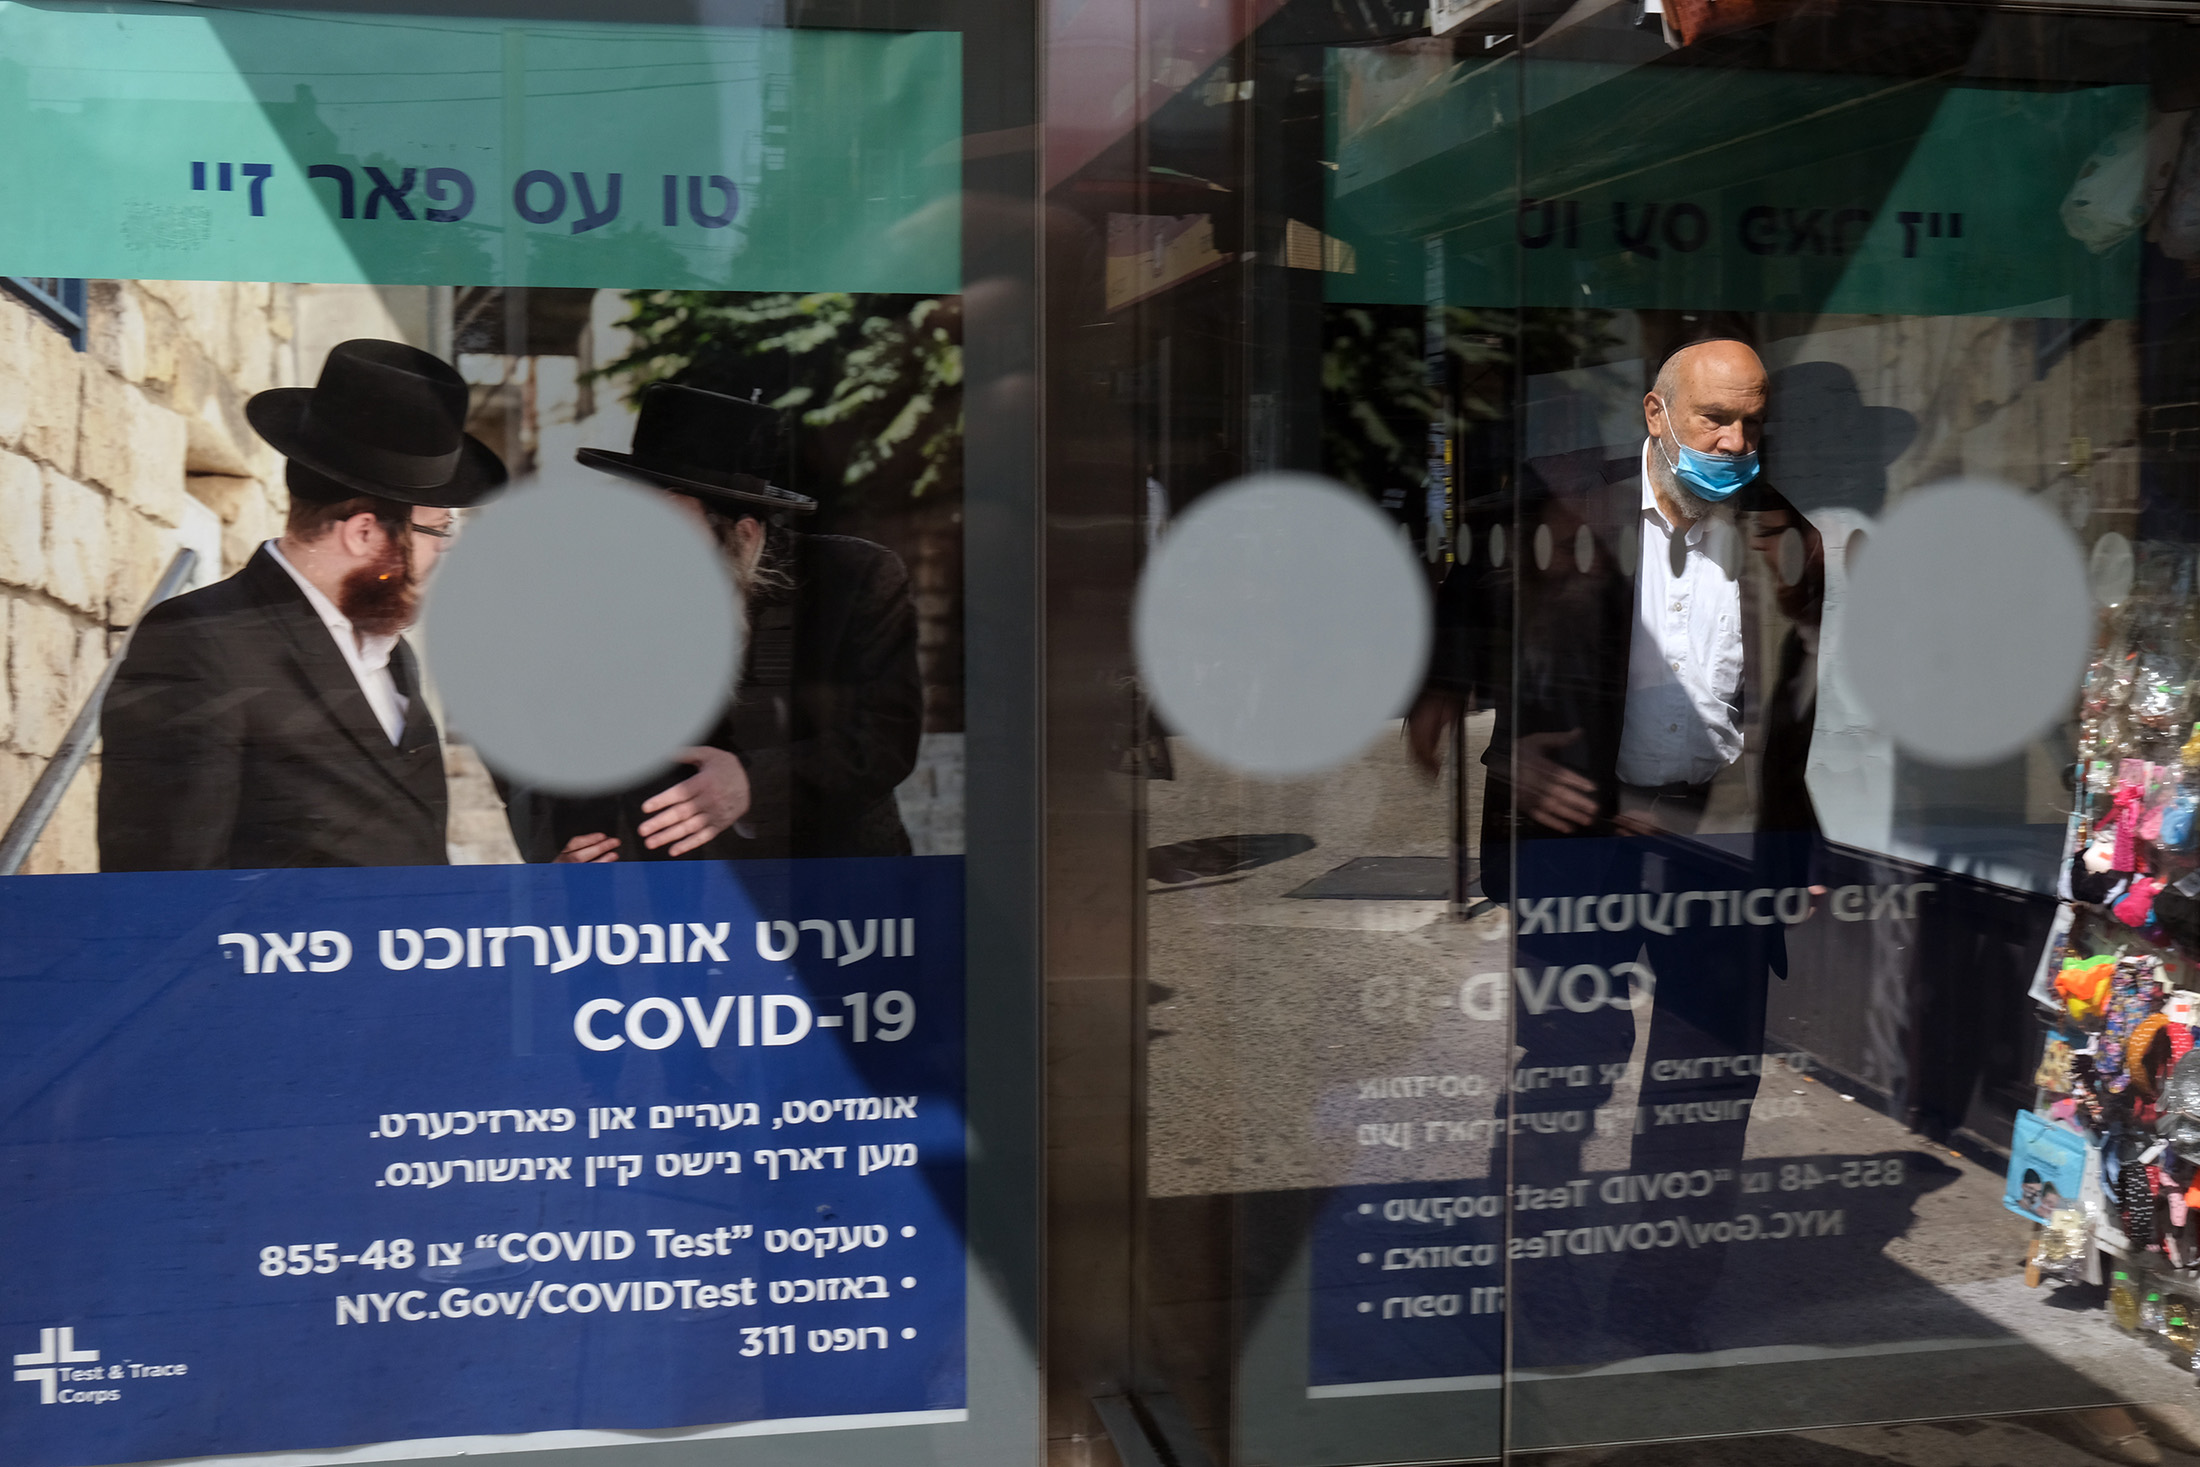 טו עס פאר זיי
ווערט אונטערזוכט פאר
COVID-19
אומזיסט, געהיים און פארזיכערט.
מען דארף נישט קיין אינשורענס.
• טעקסט "COVID Test“ צו 855-48
• באזוכט NYC.Gov/COVIDTest
• רופט 311
Test & Trace
Corps